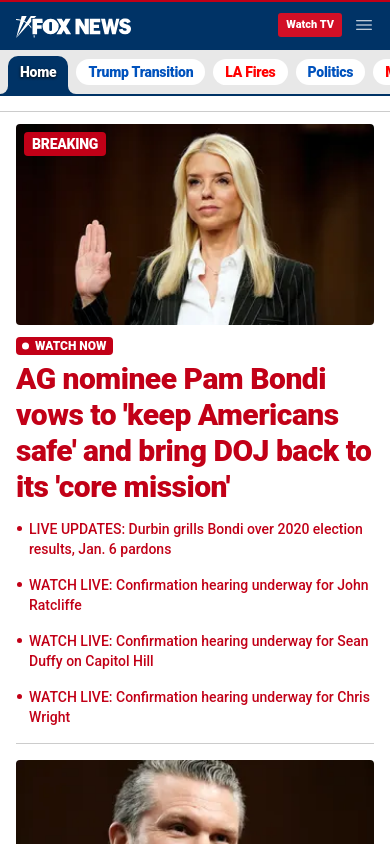 FOX NEWS
Watch TV
Home
Trump Transition
LA Fires
Politics
BREAKING
WATCH NOW
AG nominee Pam Bondi
vows to 'keep Americans
safe' and bring DOJ back to
its 'core mission'
LIVE UPDATES: Durbin grills Bondi over 2020 election
results, Jan. 6 pardons
WATCH LIVE: Confirmation hearing underway for John
Ratcliffe
WATCH LIVE: Confirmation hearing underway for Sean
Duffy on Capitol Hill
WATCH LIVE: Confirmation hearing underway for Chris
Wright